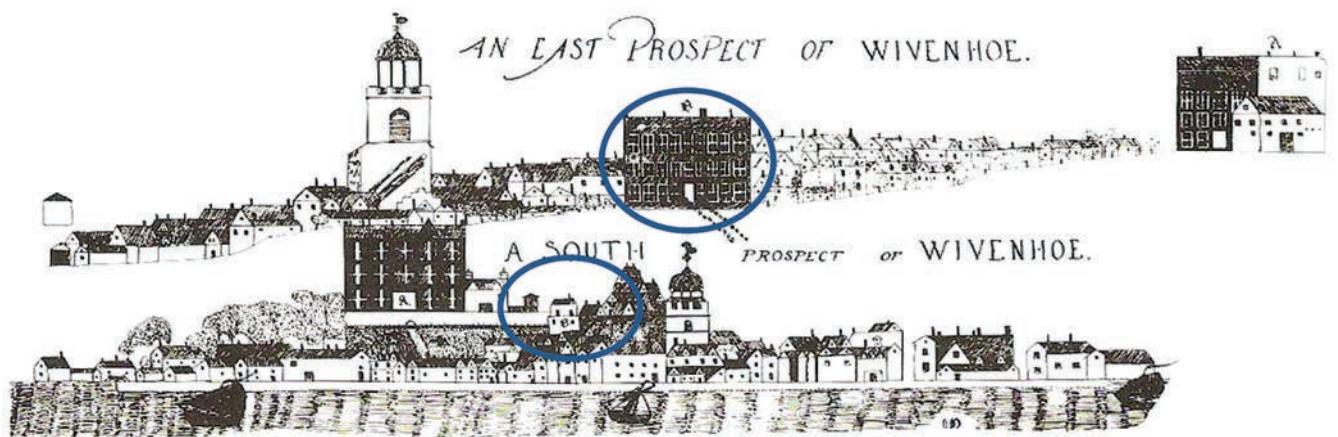 AN EAST PROSPECT OF WIVENHOE.
A
B
A SOUTH PROSPECT OF WIVENHOE.
A
B